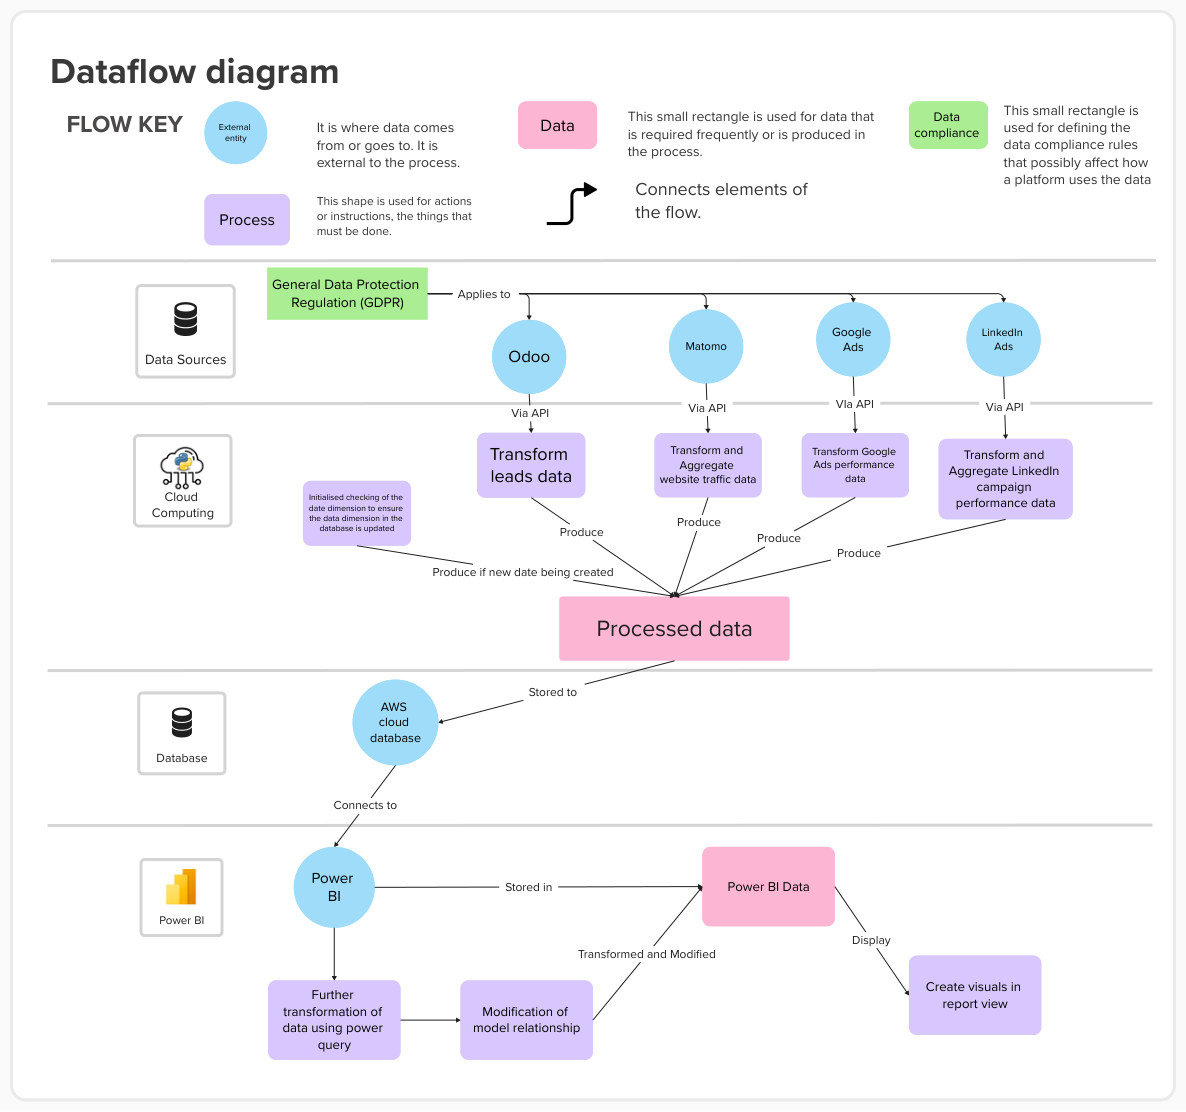 Dataflow diagram
FLOW KEY
External
entity
It is where data comes
from or goes to. It is
external to the process.
Data
This small rectangle is used for data that
is required frequently or is produced in
the process.
Data
compliance
This small rectangle is
used for defining the
data compliance rules
that possibly affect how
a platform uses the data
Process
This shape is used for actions
or instructions, the things that
must be done.
Connects elements of
the flow.
Data Sources
General Data Protection
Regulation (GDPR)
Applies to
Odoo
Matomo
Google
Ads
LinkedIn
Ads
Via API
Via API
VIa API
Via API
Cloud
Computing
Initialised checking of the
date dimension to ensure
the data dimension in the
database is updated
Transform
leads data
Transform and
Aggregate
website traffic data
Transform Google
Ads performance
data
Transform and
Aggregate LinkedIn
campaign
performance data
Produce
Produce
Produce
Produce
Produce if new date being created
Processed data
Database
AWS
cloud
database
Stored to
Connects to
Power BI
Power
BI
Stored in
Power BI Data
Transformed and Modified
Display
Further
transformation of
data using power
query
Modification of
model relationship
Create visuals in
report view